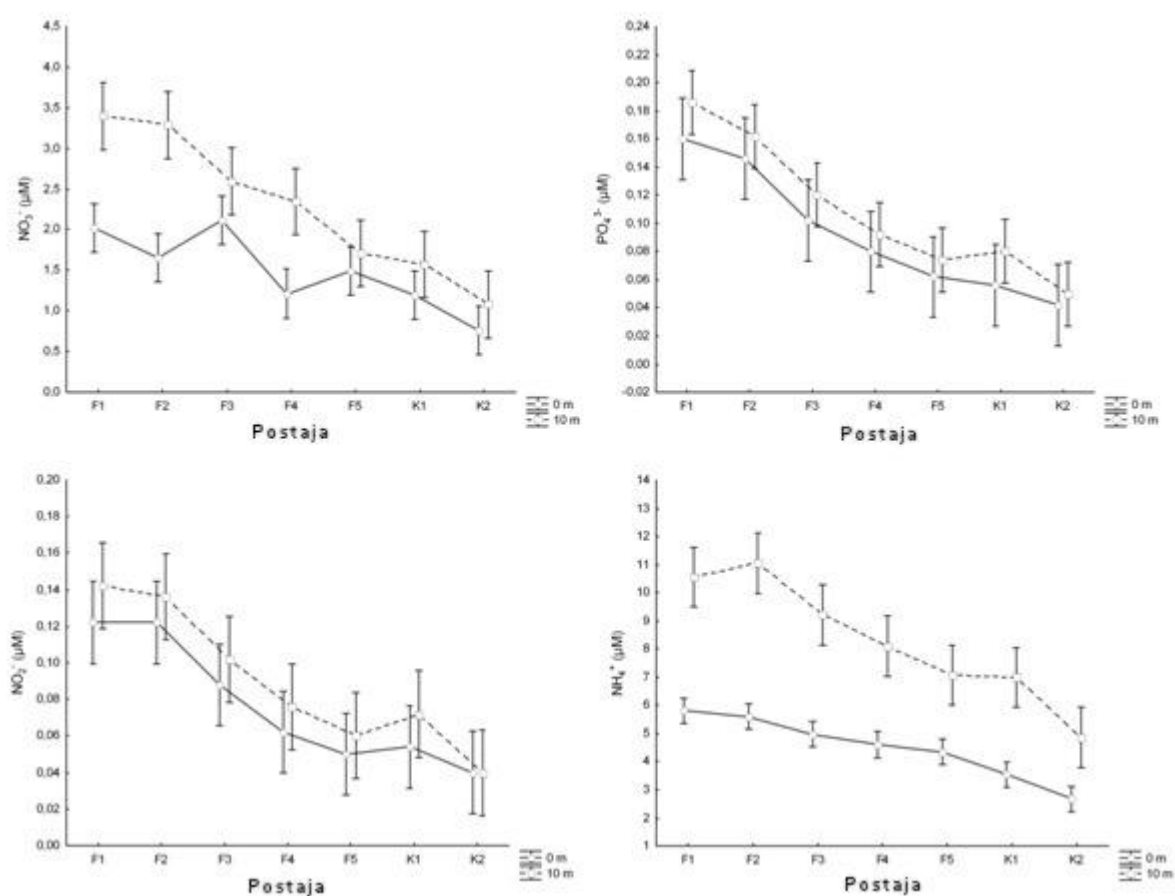 NO₃⁻ (µM)
4,5
4,0
3,5
3,0
2,5
2,0
1,5
1,0
0,5
0,0
F1 F2 F3 F4 F5 K1 K2
Postaja
0 m
10 m
PO₄³⁻ (µM)
0,24
0,22
0,20
0,18
0,16
0,14
0,12
0,10
0,08
0,06
0,04
0,02
0,00
-0,02
F1 F2 F3 F4 F5 K1 K2
Postaja
0 m
10 m
NO₂⁻ (µM)
0,20
0,18
0,16
0,14
0,12
0,10
0,08
0,06
0,04
0,02
0,00
F1 F2 F3 F4 F5 K1 K2
Postaja
0 m
10 m
NH₄⁺ (µM)
14
13
12
11
10
9
8
7
6
5
4
3
2
1
F1 F2 F3 F4 F5 K1 K2
Postaja
0 m
10 m